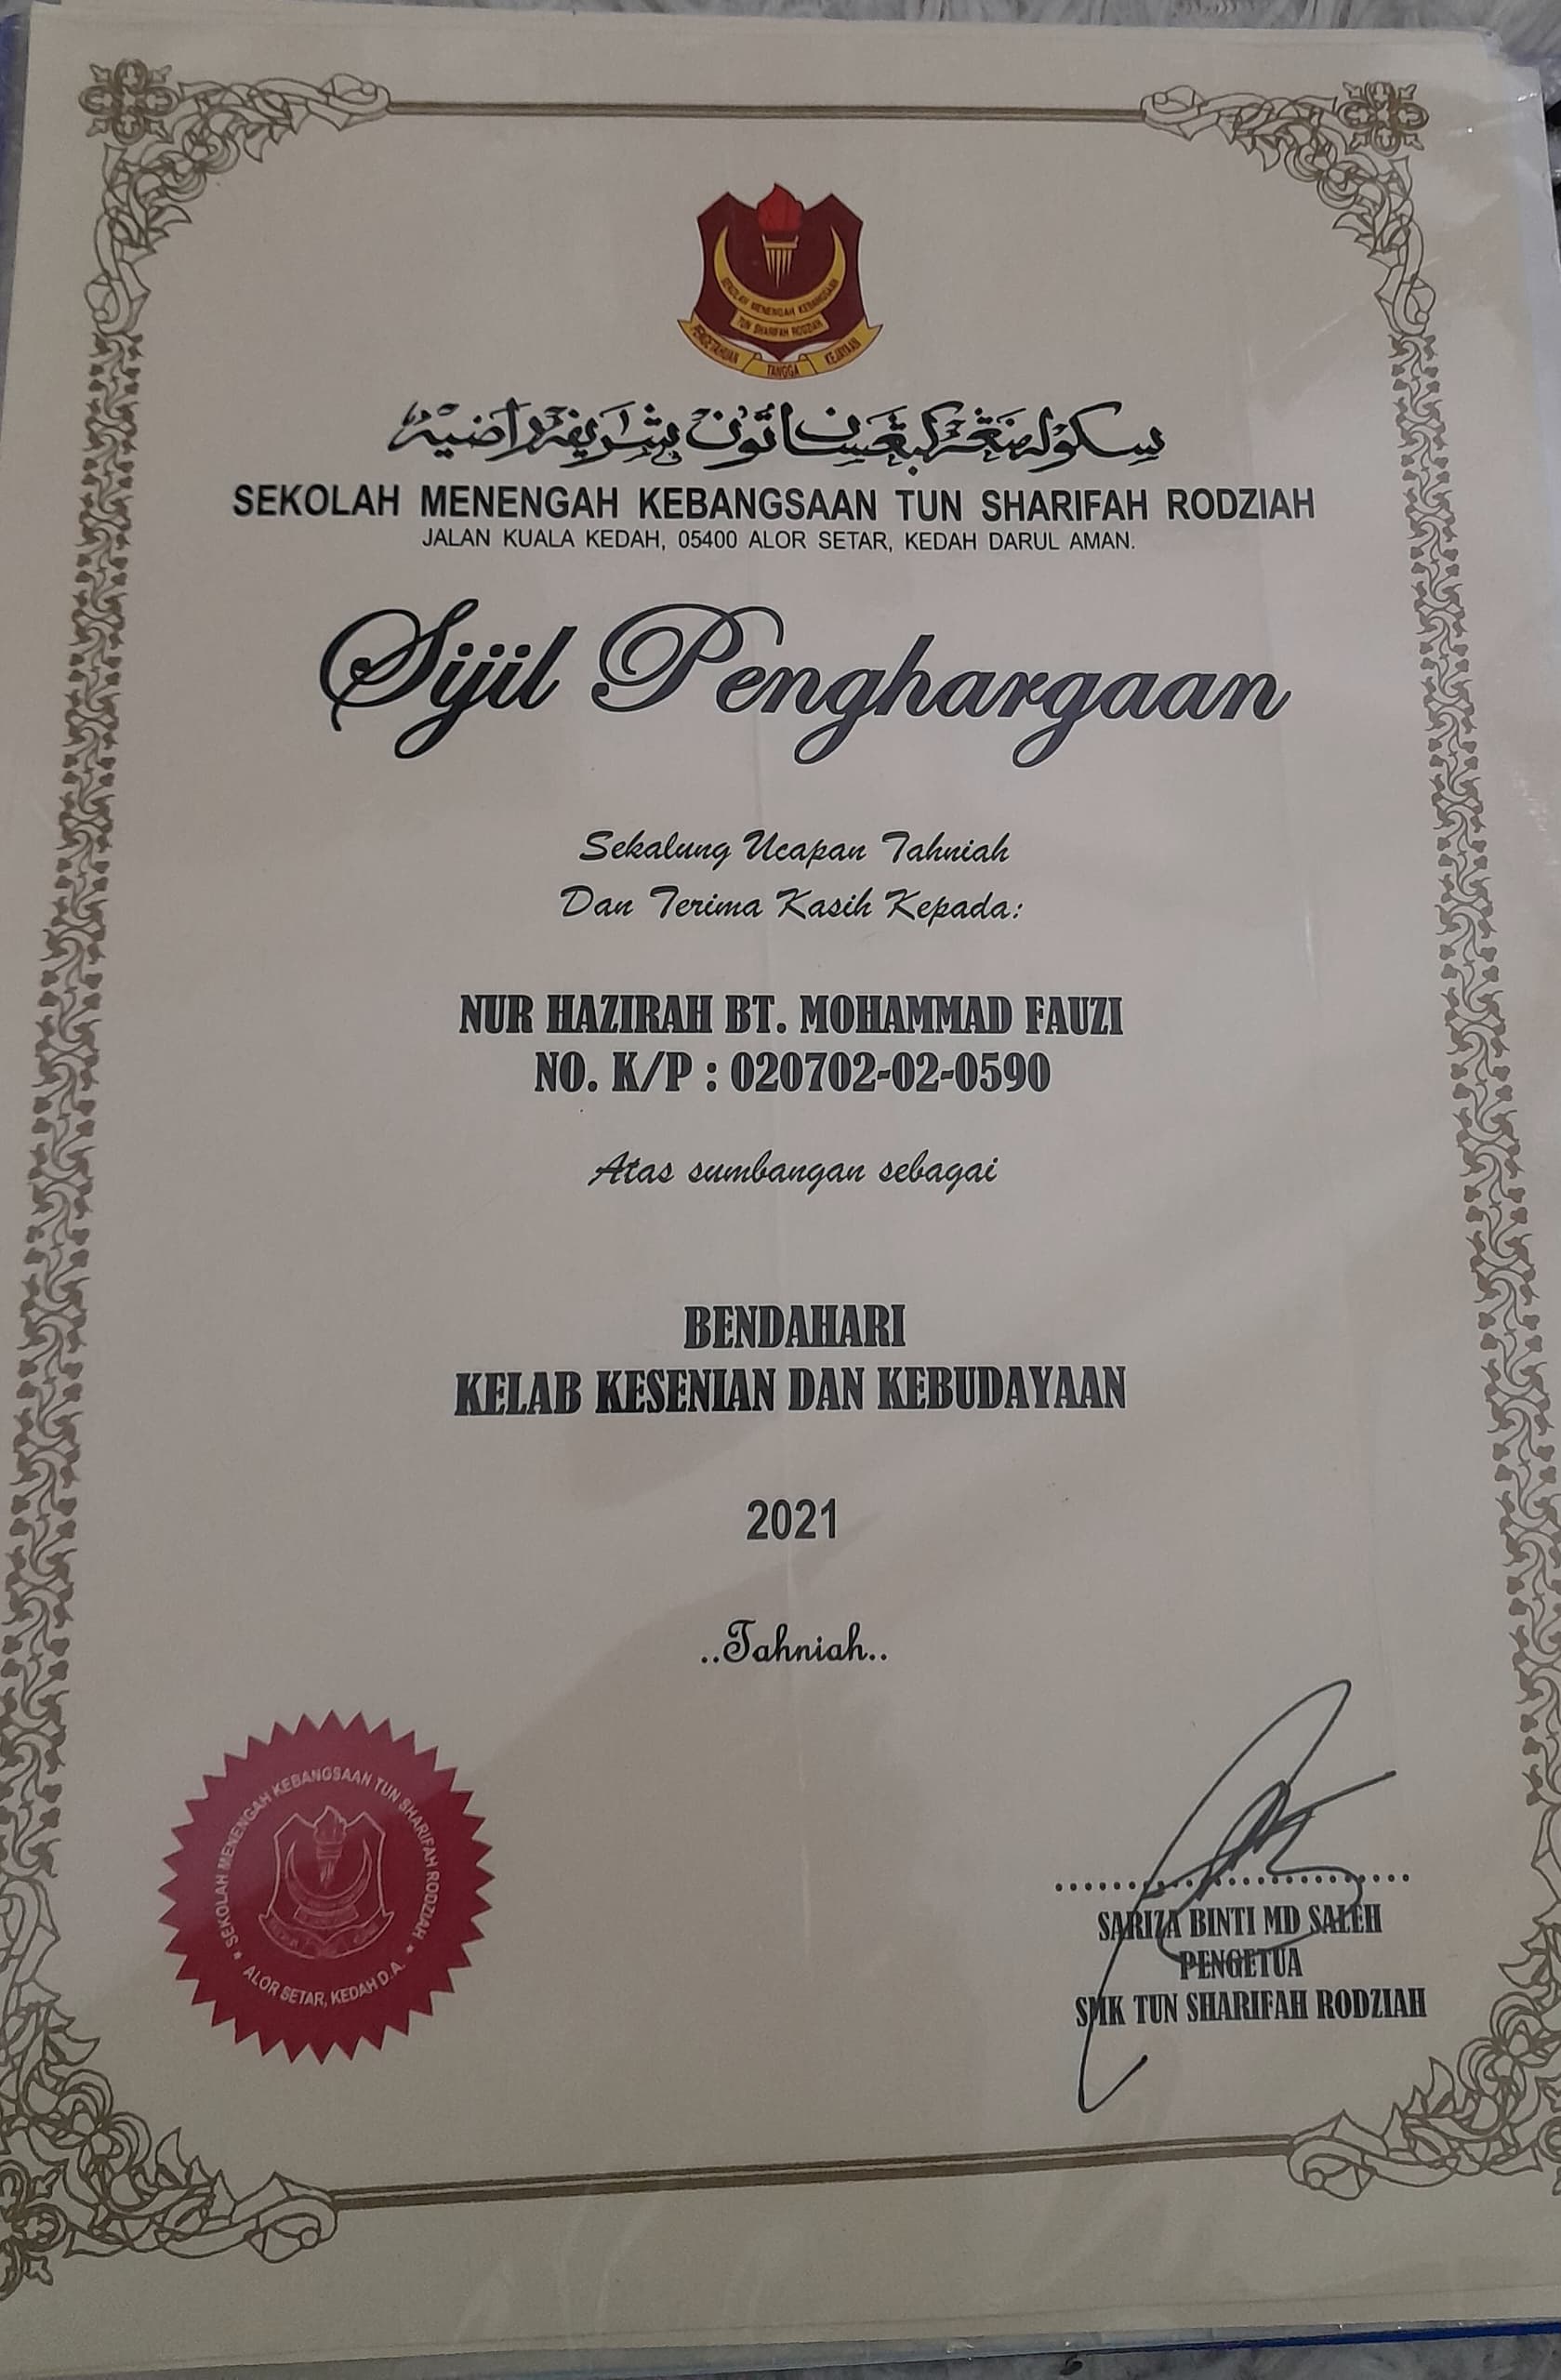 SEKOLAH MENENGAH KEBANGSAAN
TUN SHARIFAH RODZIAH
PENGETAHUAN TANGGA KEJAYAAN
سكوله منڠه كبڠسان تون شريفه راضيه
SEKOLAH MENENGAH KEBANGSAAN TUN SHARIFAH RODZIAH
JALAN KUALA KEDAH, 05400 ALOR SETAR, KEDAH DARUL AMAN.
Sijil Penghargaan
Sekalung Ucapan Tahniah
Dan Terima Kasih Kepada:
NUR HAZIRAH BT. MOHAMMAD FAUZI
NO. K/P : 020702-02-0590
Atas sumbangan sebagai
BENDAHARI
KELAB KESENIAN DAN KEBUDAYAAN
2021
..Tahniah..
SEKOLAH MENENGAH KEBANGSAAN TUN SHARIFAH RODZIAH
ALOR SETAR, KEDAH D.A.
SARIZA BINTI MD SALEH
PENGETUA
SMK TUN SHARIFAH RODZIAH